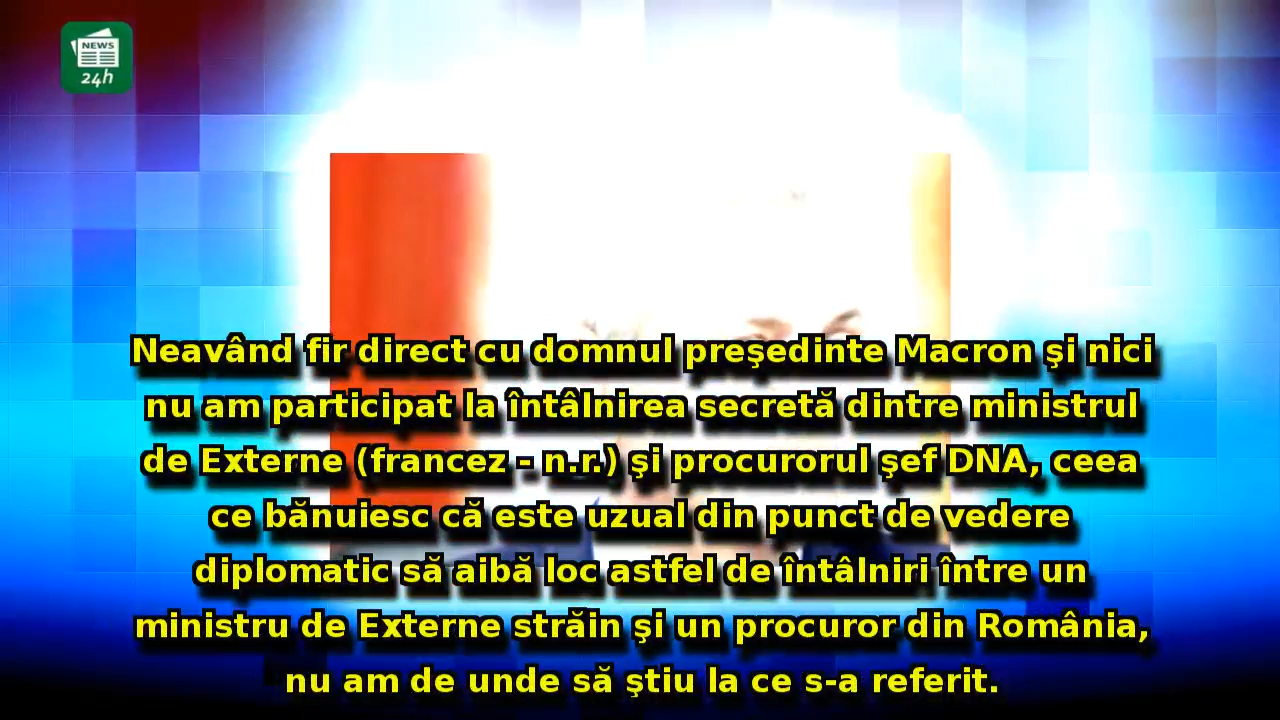 NEWS
24h
Neavând fir direct cu domnul preşedinte Macron şi nici
nu am participat la întâlnirea secretă dintre ministrul
de Externe (francez - n.r.) şi procurorul şef DNA, ceea
ce bănuiesc că este uzual din punct de vedere
diplomatic să aibă loc astfel de întâlniri între un
ministru de Externe străin şi un procuror din România,
nu am de unde să ştiu la ce s-a referit.